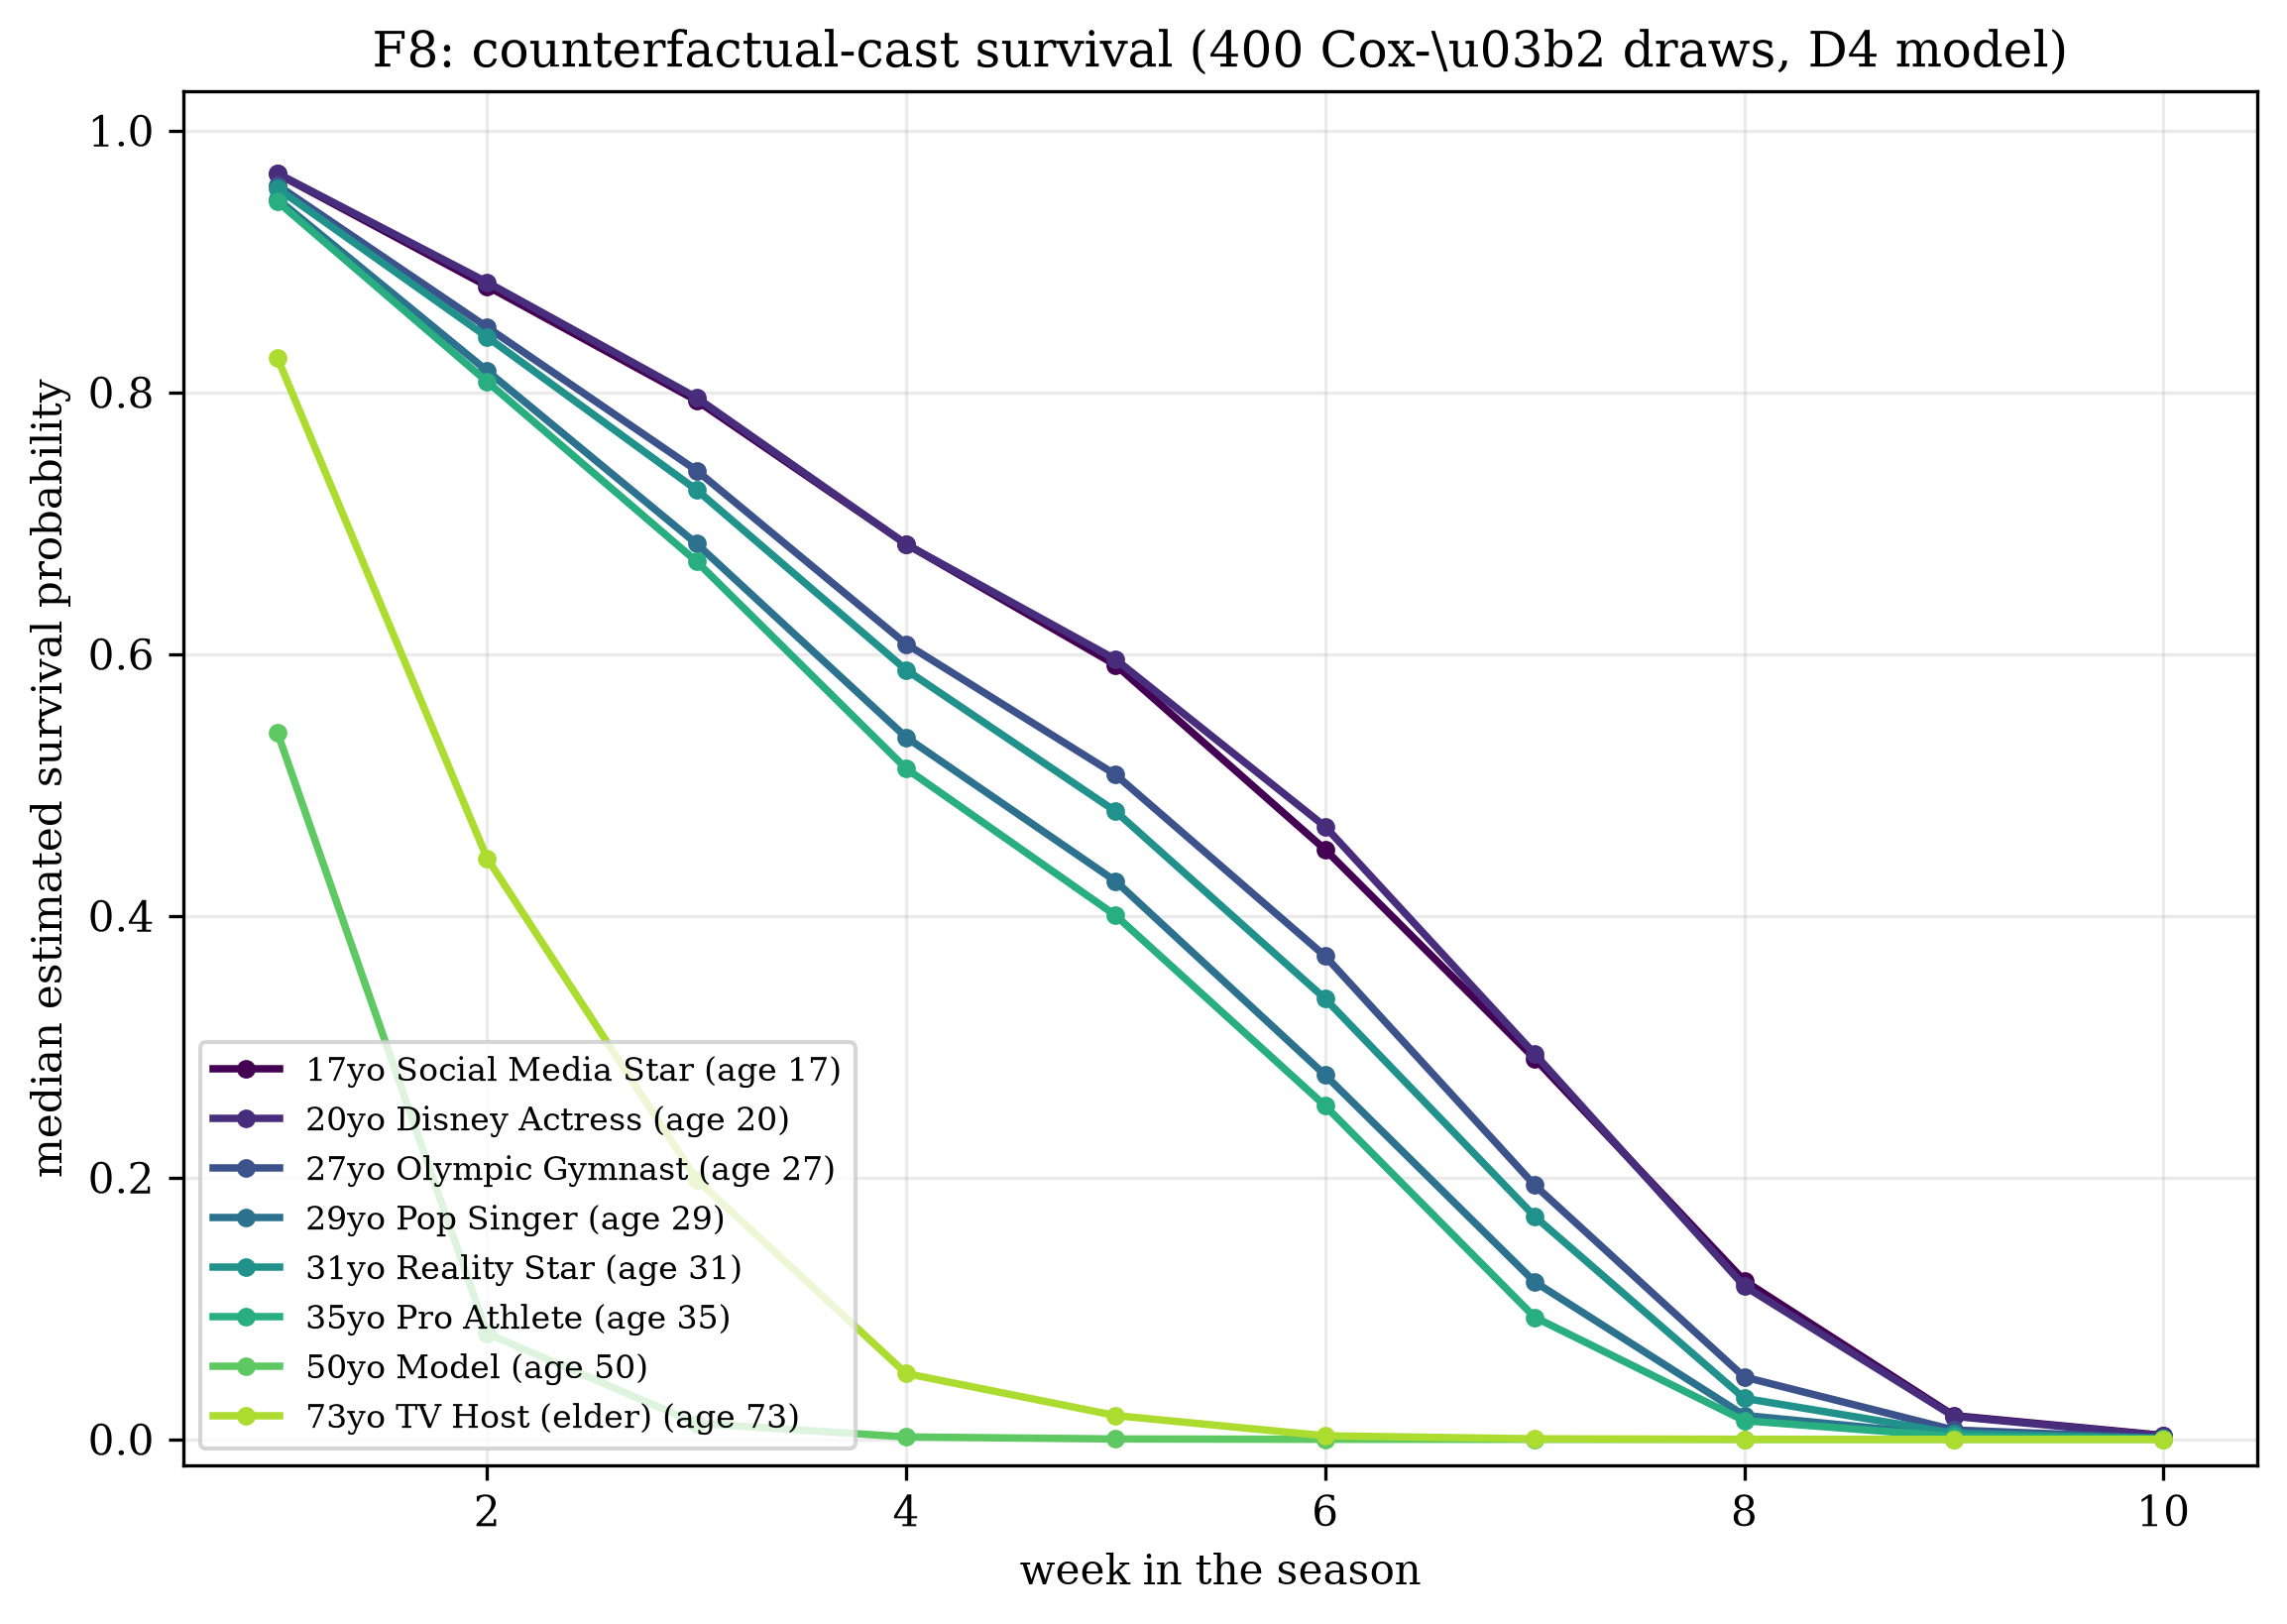 F8: counterfactual-cast survival (400 Cox-\u03b2 draws, D4 model)
median estimated survival probability
1.0
0.8
0.6
0.4
0.2
0.0
17yo Social Media Star (age 17)
20yo Disney Actress (age 20)
27yo Olympic Gymnast (age 27)
29yo Pop Singer (age 29)
31yo Reality Star (age 31)
35yo Pro Athlete (age 35)
50yo Model (age 50)
73yo TV Host (elder) (age 73)
2 4 6 8 10
week in the season